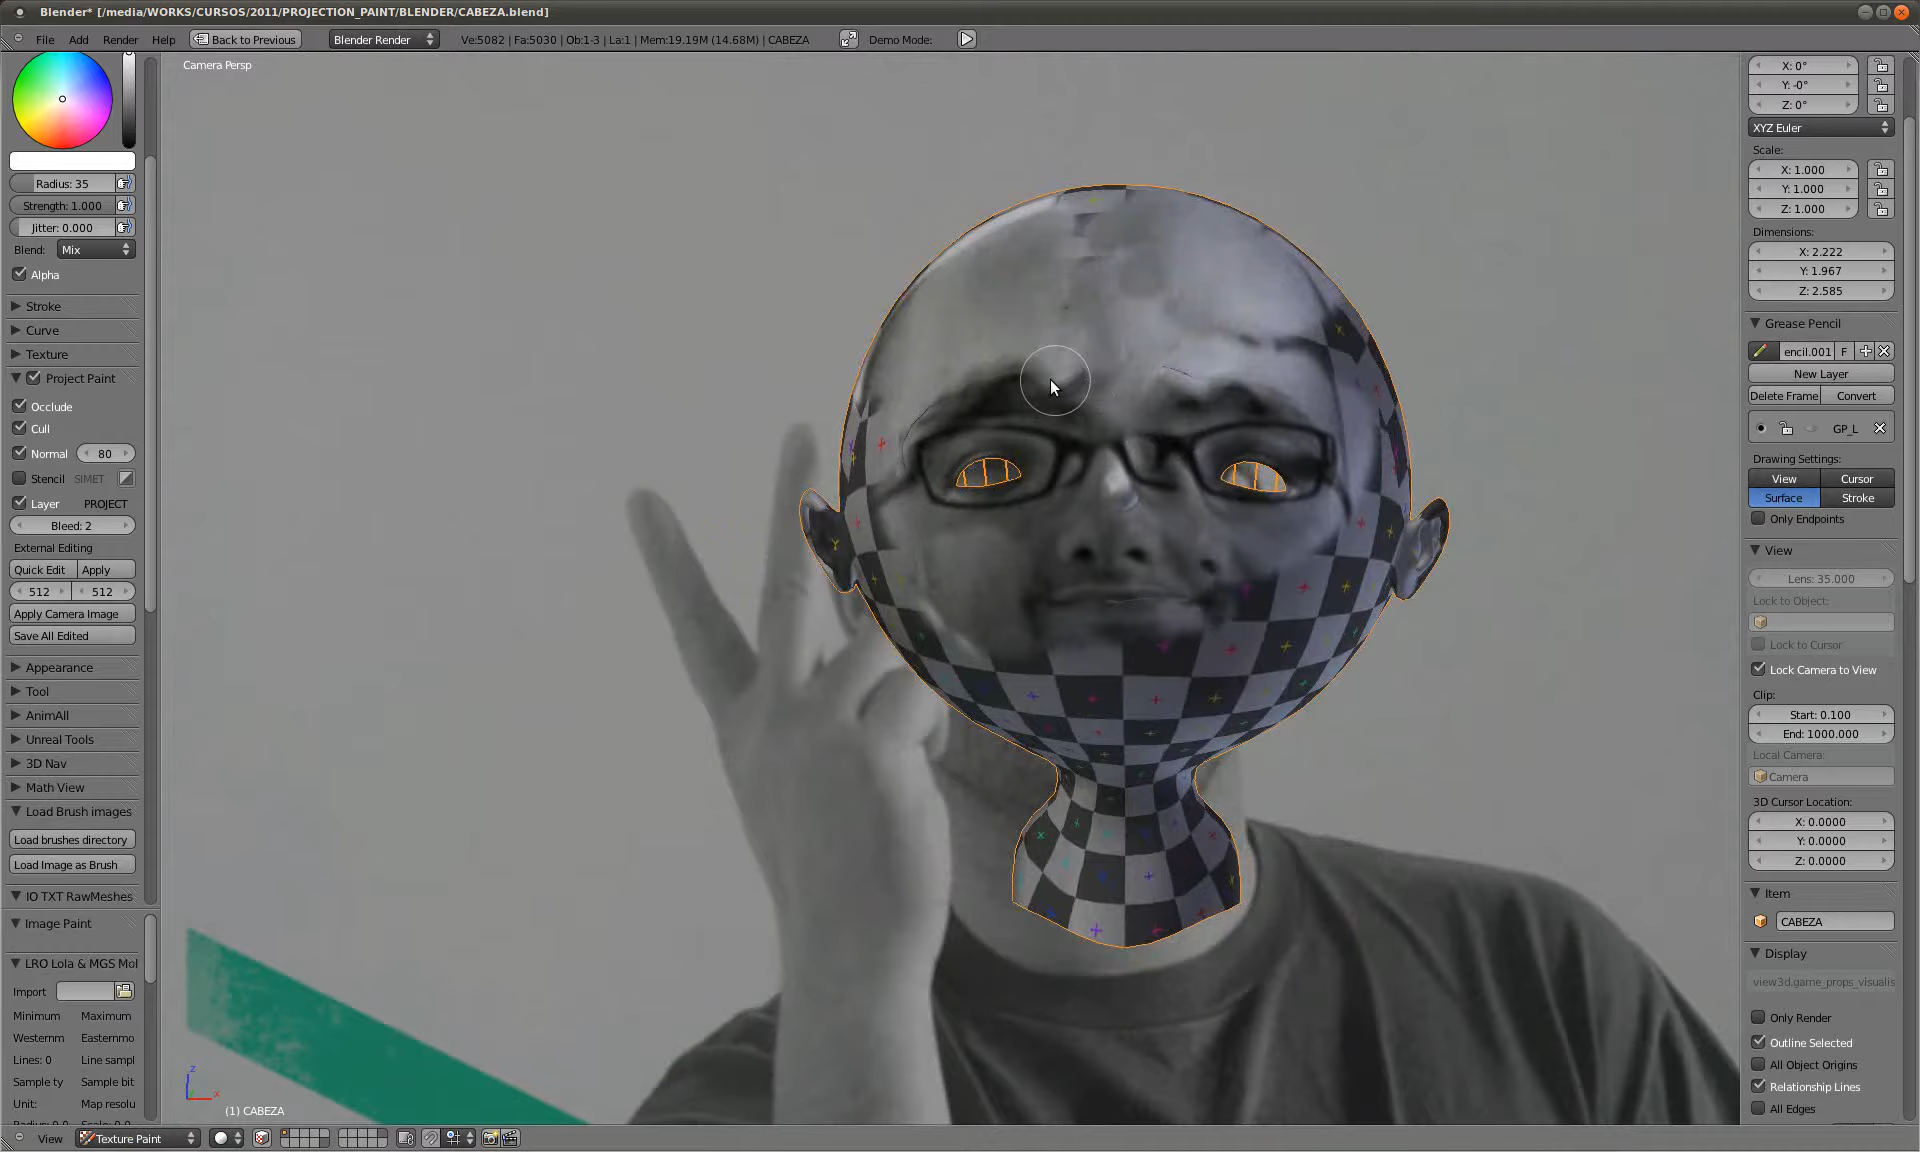 Blender* [/media/WORKS/CURSOS/2011/PROJECTION_PAINT/BLENDER/CABEZA.blend]
File Add Render Help Back to Previous Blender Render Ve:5082 | Fa:5030 | Ob:1-3 | La:1 | Mem:19.19M (14.68M) | CABEZA Demo Mode:
Camera Persp
Radius: 35
Strength: 1.000
Jitter: 0.000
Blend: Mix
Alpha
Stroke
Curve
Texture
Project Paint
Occlude
Cull
Normal 80
Stencil SIMET
Layer PROJECT
Bleed: 2
External Editing
Quick Edit Apply
512 512
Apply Camera Image
Save All Edited
Appearance
Tool
AnimAll
Unreal Tools
3D Nav
Math View
Load Brush images
Load brushes directory
Load Image as Brush
IO TXT RawMeshes
Image Paint
LRO Lola & MGS Mol
Import
Minimum Maximum
Westernm Easternmo
Lines: 0 Line sampl
Sample ty Sample bit
Unit: Map resolu
z
x
(1) CABEZA
View Texture Paint
X: 0°
Y: -0°
Z: 0°
XYZ Euler
Scale:
X: 1.000
Y: 1.000
Z: 1.000
Dimensions:
X: 2.222
Y: 1.967
Z: 2.585
Grease Pencil
encil.001 F
New Layer
Delete Frame Convert
GP_L
Drawing Settings:
View Cursor
Surface Stroke
Only Endpoints
View
Lens: 35.000
Lock to Object:
Lock to Cursor
Lock Camera to View
Clip:
Start: 0.100
End: 1000.000
Local Camera:
Camera
3D Cursor Location:
X: 0.0000
Y: 0.0000
Z: 0.0000
Item
CABEZA
Display
view3d.game_props_visualis
Only Render
Outline Selected
All Object Origins
Relationship Lines
All Edges